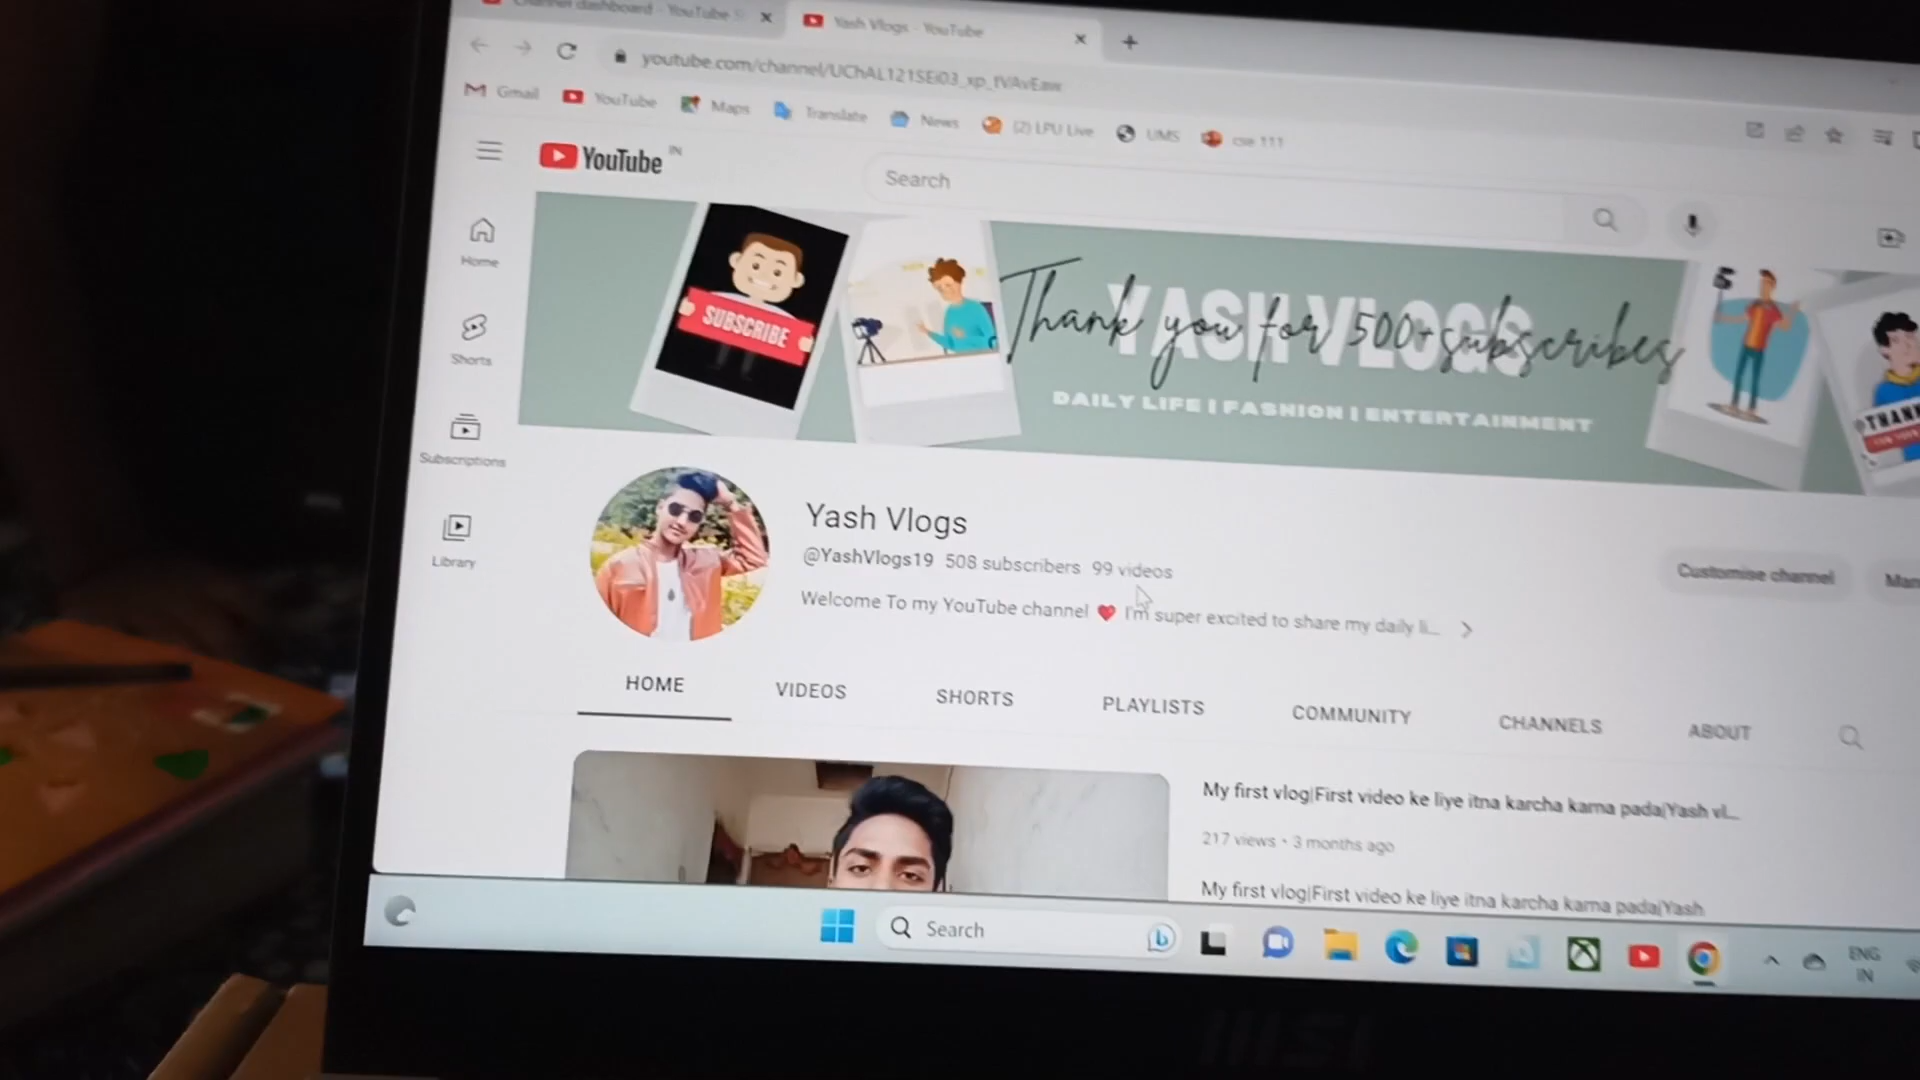 Channel dashboard - YouTube S
Yash Vlogs - YouTube
youtube.com/channel/UChAL121SEi03_xp_tVAvEaw
Gmail
YouTube
Maps
Translate
News
(2) LPU Live
UMS
cse 111
YouTube IN
Search
Home
Shorts
Subscriptions
Library
SUBSCRIBE
YASH VLOGS
Thank you for 500+subscribes
DAILY LIFE | FASHION | ENTERTAINMENT
THANK
Yash Vlogs
@YashVlogs19 508 subscribers 99 videos
Welcome To my YouTube channel ❤ I'm super excited to share my daily li...
Customise channel
Man
HOME
VIDEOS
SHORTS
PLAYLISTS
COMMUNITY
CHANNELS
ABOUT
My first vlog|First video ke liye itna karcha karna pada|Yash vl...
217 views • 3 months ago
My first vlog|First video ke liye itna karcha karna pada|Yash
Search
ENG
IN
msi